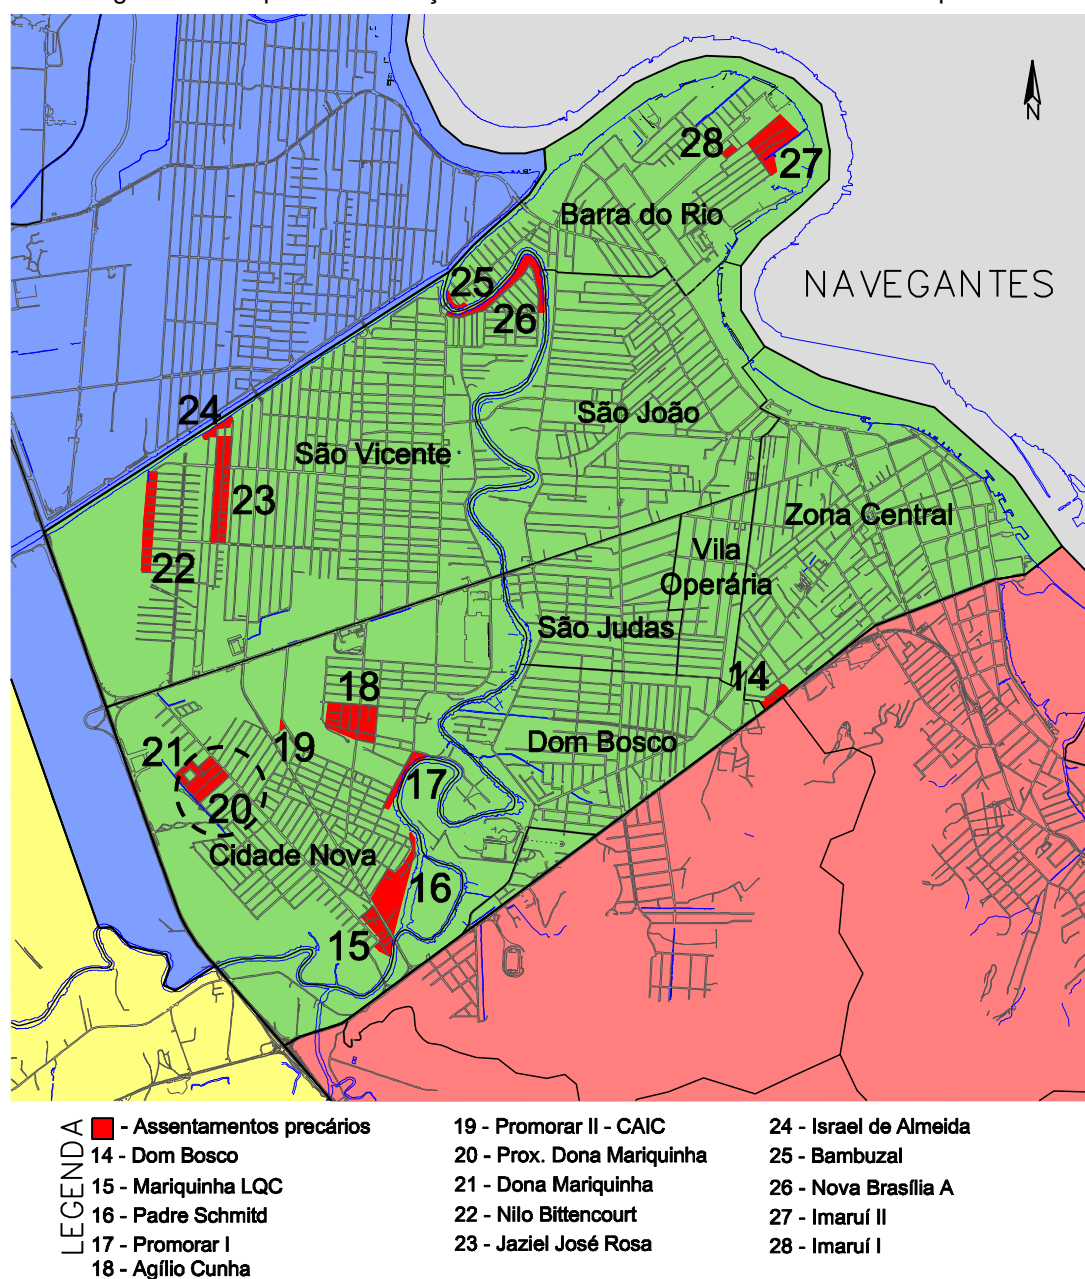 N
28
27
Barra do Rio
NAVEGANTES
25
26
São João
24
São Vicente
23
Zona Central
22
Vila
Operária
São Judas
14
18
19
Dom Bosco
21
17
20
Cidade Nova
16
15
LEGENDA
- Assentamentos precários
14 - Dom Bosco
15 - Mariquinha LQC
16 - Padre Schmitd
17 - Promorar I
18 - Agílio Cunha
19 - Promorar II - CAIC
20 - Prox. Dona Mariquinha
21 - Dona Mariquinha
22 - Nilo Bittencourt
23 - Jaziel José Rosa
24 - Israel de Almeida
25 - Bambuzal
26 - Nova Brasília A
27 - Imaruí II
28 - Imaruí I